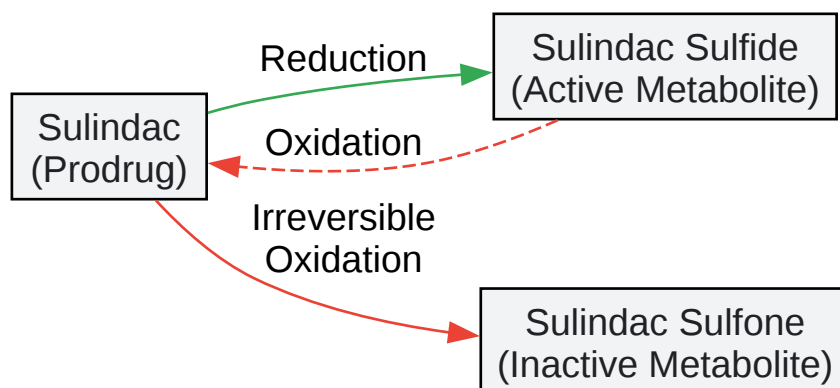 Reduction
Sulindac Sulfide
(Active Metabolite)
Sulindac
(Prodrug)
Oxidation
Irreversible
Oxidation
Sulindac Sulfone
(Inactive Metabolite)